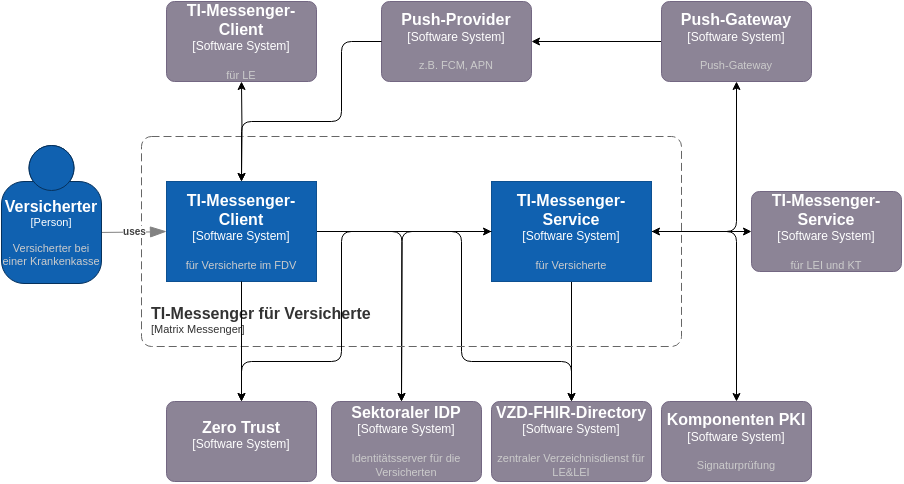 TI-Messenger-
Client
[Software System]
für LE
Push-Provider
[Software System]
z.B. FCM, APN
Push-Gateway
[Software System]
Push-Gateway
Versicherter
[Person]
Versicherter bei
einer Krankenkasse
uses
TI-Messenger-
Client
[Software System]
für Versicherte im FDV
TI-Messenger-
Service
[Software System]
für Versicherte
TI-Messenger-
Service
[Software System]
für LEI und KT
TI-Messenger für Versicherte
[Matrix Messenger]
Zero Trust
[Software System]
Sektoraler IDP
[Software System]
Identitätsserver für die
Versicherten
VZD-FHIR-Directory
[Software System]
zentraler Verzeichnisdienst für
LE&LEI
Komponenten PKI
[Software System]
Signaturprüfung